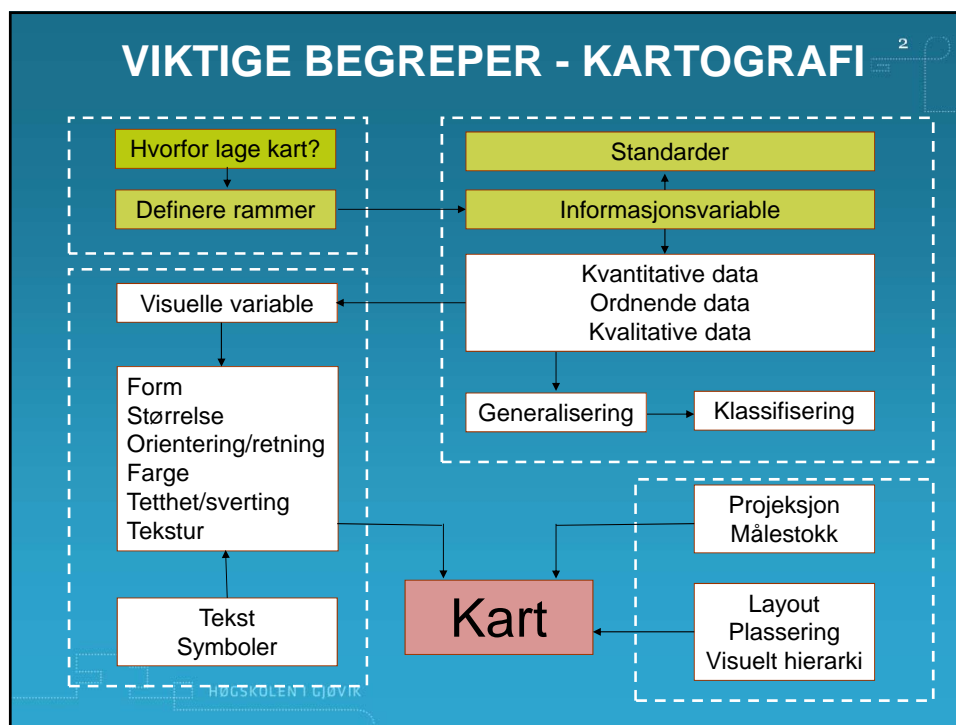 VIKTIGE BEGREPER - KARTOGRAFI
2
Hvorfor lage kart?
Definere rammer
Standarder
Informasjonsvariable
Kvantitative data
Ordnende data
Kvalitative data
Generalisering
Klassifisering
Visuelle variable
Form
Størrelse
Orientering/retning
Farge
Tetthet/sverting
Tekstur
Tekst
Symboler
Projeksjon
Målestokk
Layout
Plassering
Visuelt hierarki
Kart
HØGSKOLEN I GJØVIK